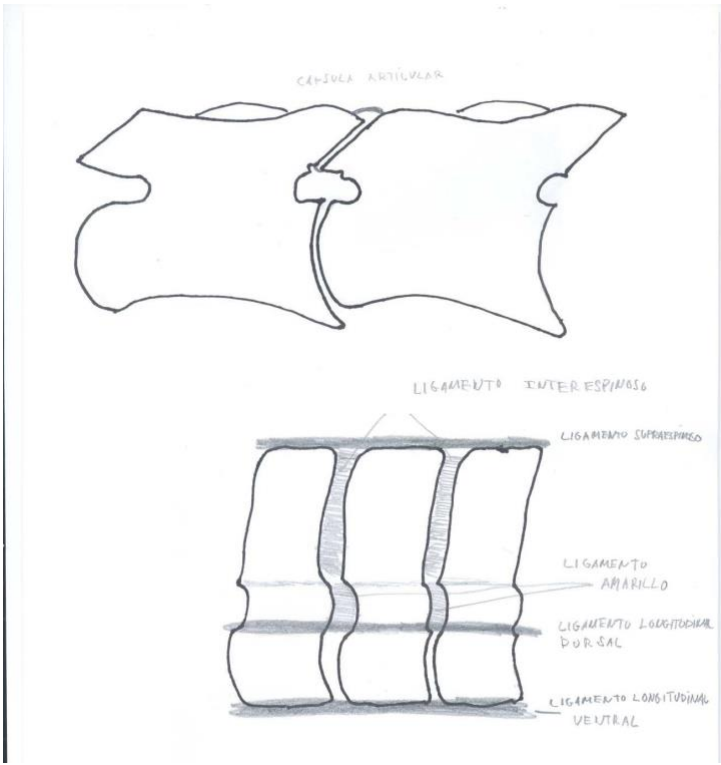 CAPSULA ARTICULAR
LIGAMENTO INTERESPINOSO
LIGAMENTO SUPRAESPINOSO
LIGAMENTO
AMARILLO
LIGAMENTO LONGITUDINAL
DORSAL
LIGAMENTO LONGITUDINAL
VENTRAL